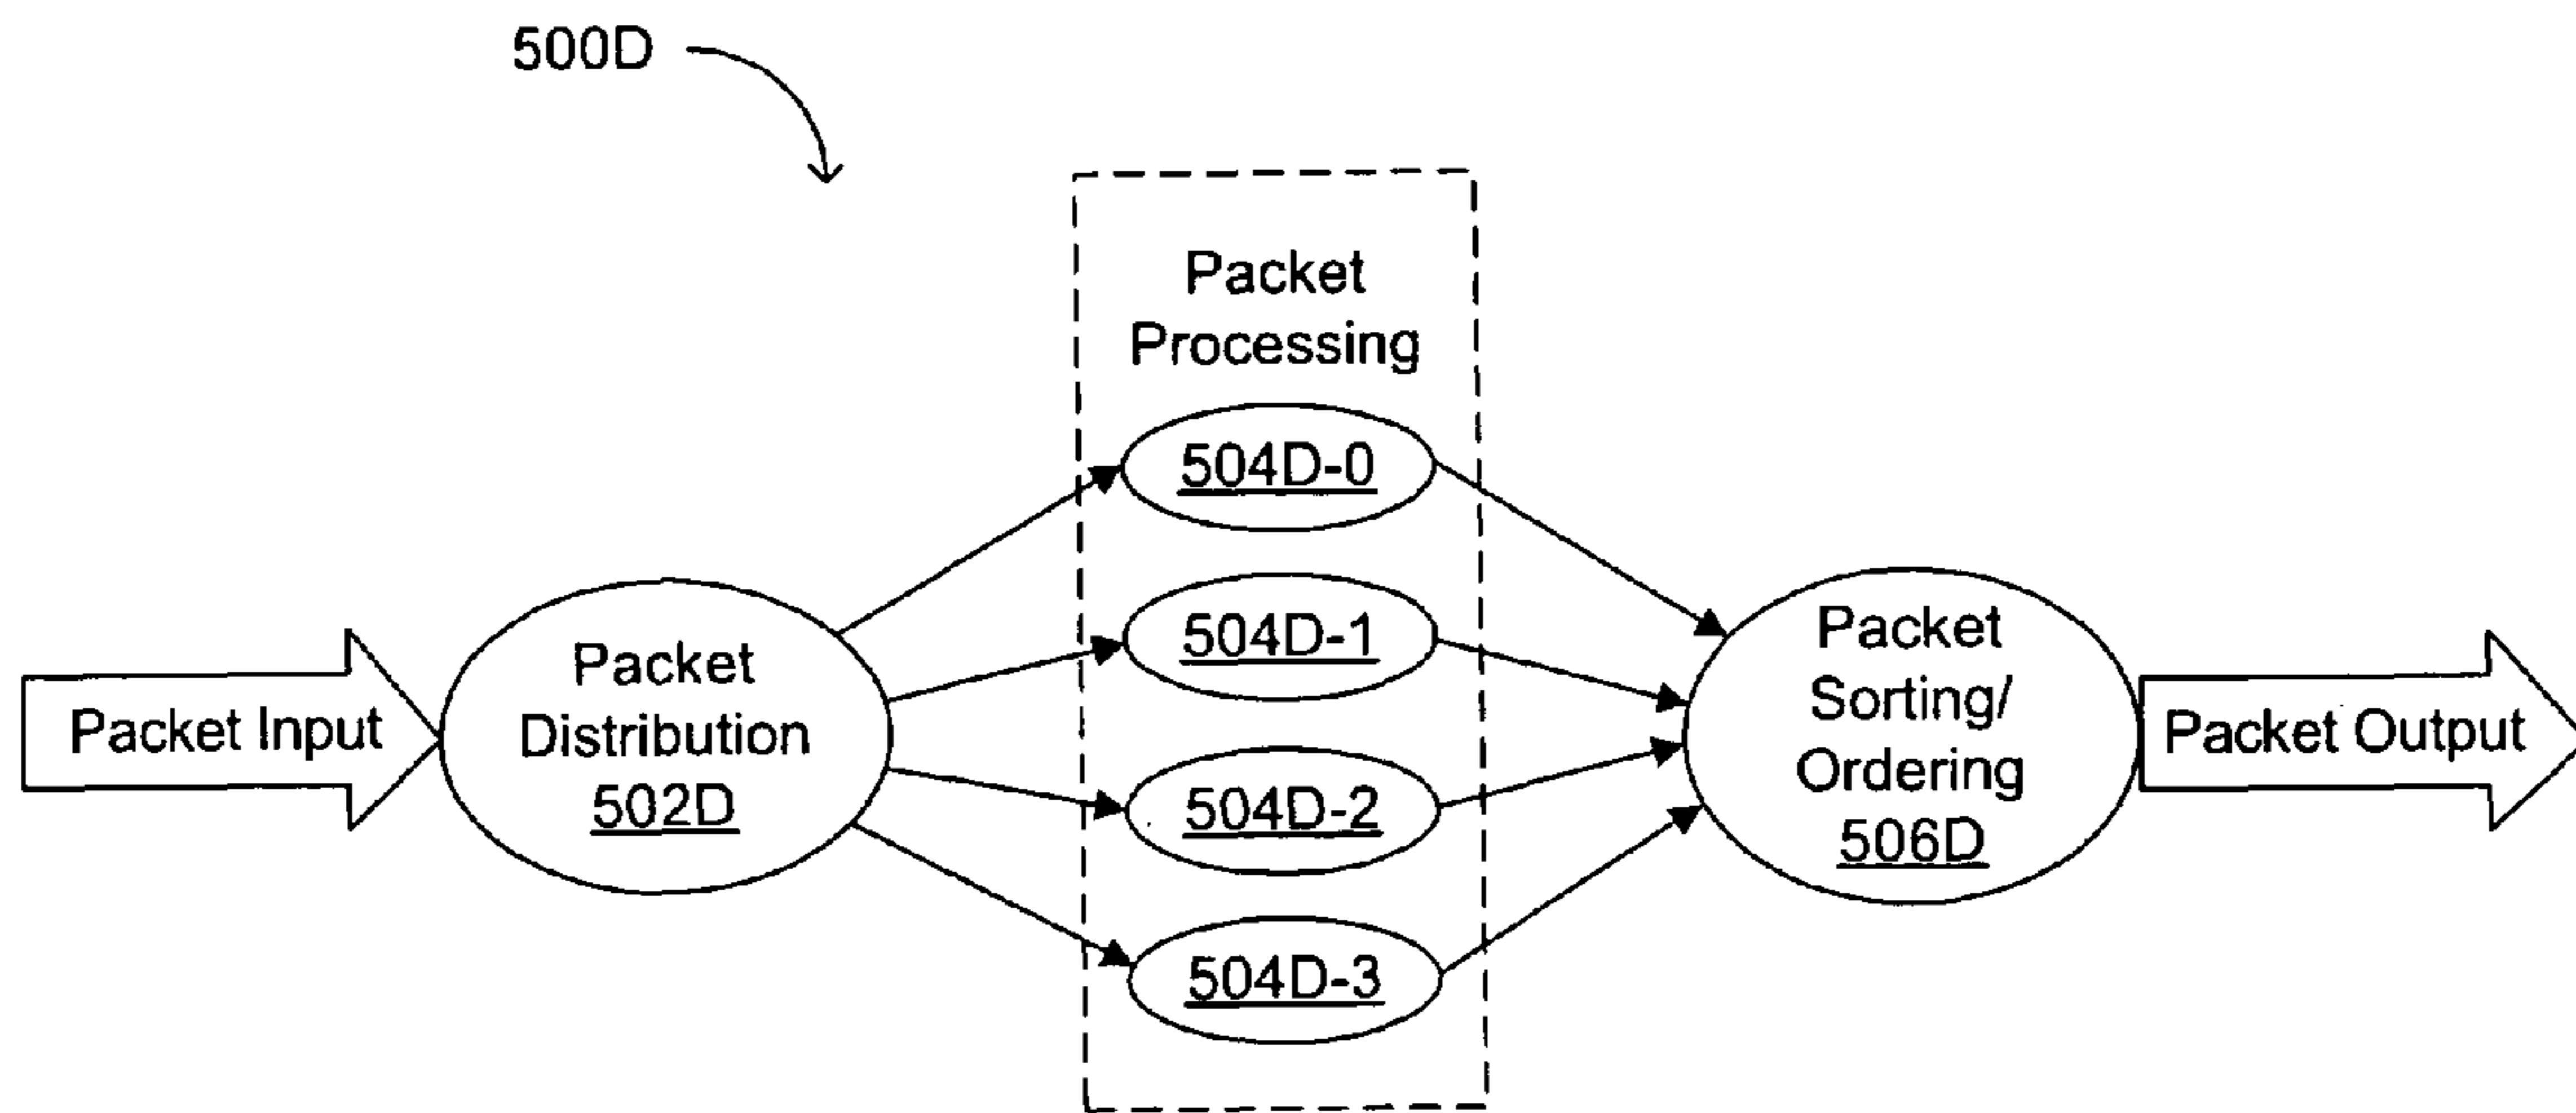 500D
Packet
Processing
504D-0
504D-1
504D-2
504D-3
Packet Input
Packet
Distribution
502D
Packet
Sorting/
Ordering
506D
Packet Output